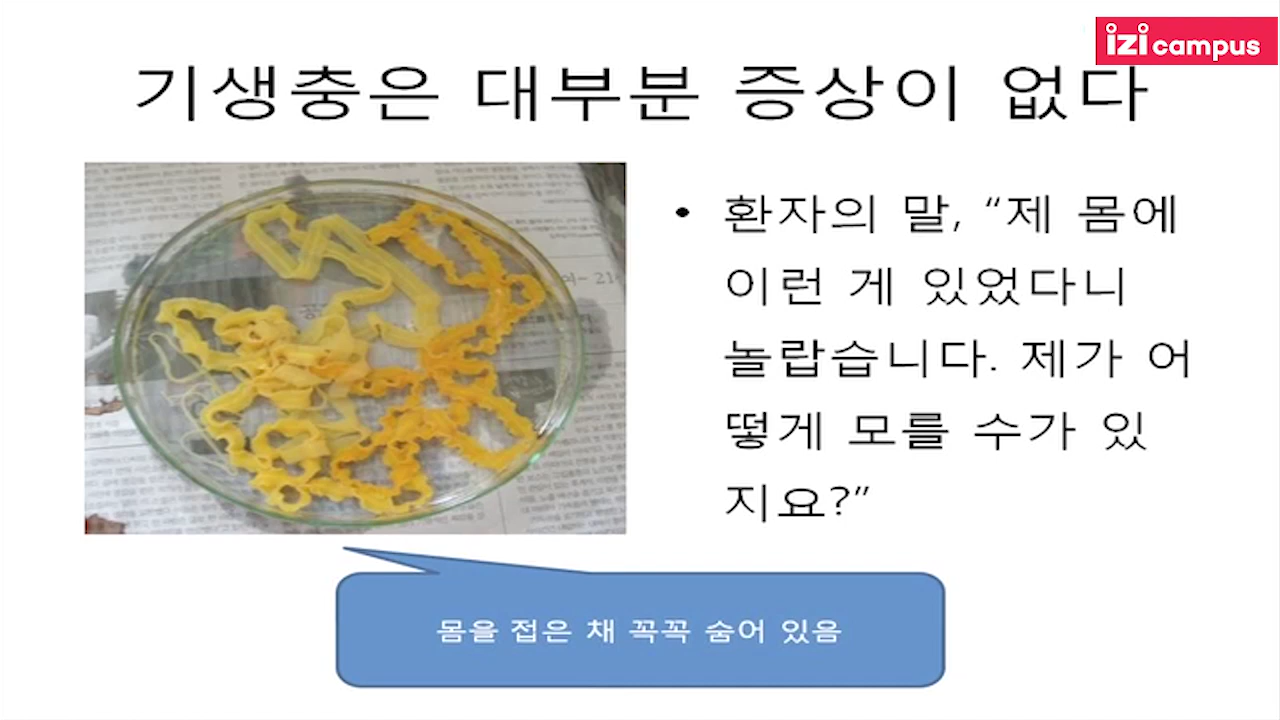 izi campus
기생충은 대부분 증상이 없다
• 환자의 말, “제 몸에
이런 게 있었다니
놀랍습니다. 제가 어
떻게 모를 수가 있
지요?”
몸을 접은 채 꼭꼭 숨어 있음